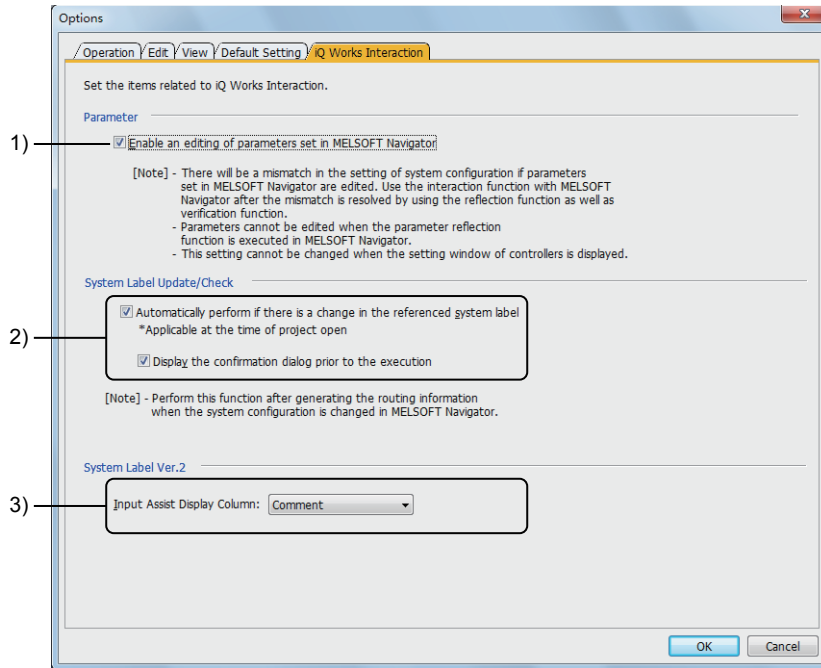 Options
Operation Edit View Default Setting iQ Works Interaction
Set the items related to iQ Works Interaction.
Parameter
1)
Enable an editing of parameters set in MELSOFT Navigator
[Note] - There will be a mismatch in the setting of system configuration if parameters
set in MELSOFT Navigator are edited. Use the interaction function with MELSOFT
Navigator after the mismatch is resolved by using the reflection function as well as
verification function.
- Parameters cannot be edited when the parameter reflection
function is executed in MELSOFT Navigator.
- This setting cannot be changed when the setting window of controllers is displayed.
System Label Update/Check
2)
Automatically perform if there is a change in the referenced system label
*Applicable at the time of project open
Display the confirmation dialog prior to the execution
[Note] - Perform this function after generating the routing information
when the system configuration is changed in MELSOFT Navigator.
System Label Ver.2
3)
Input Assist Display Column: Comment
OK Cancel